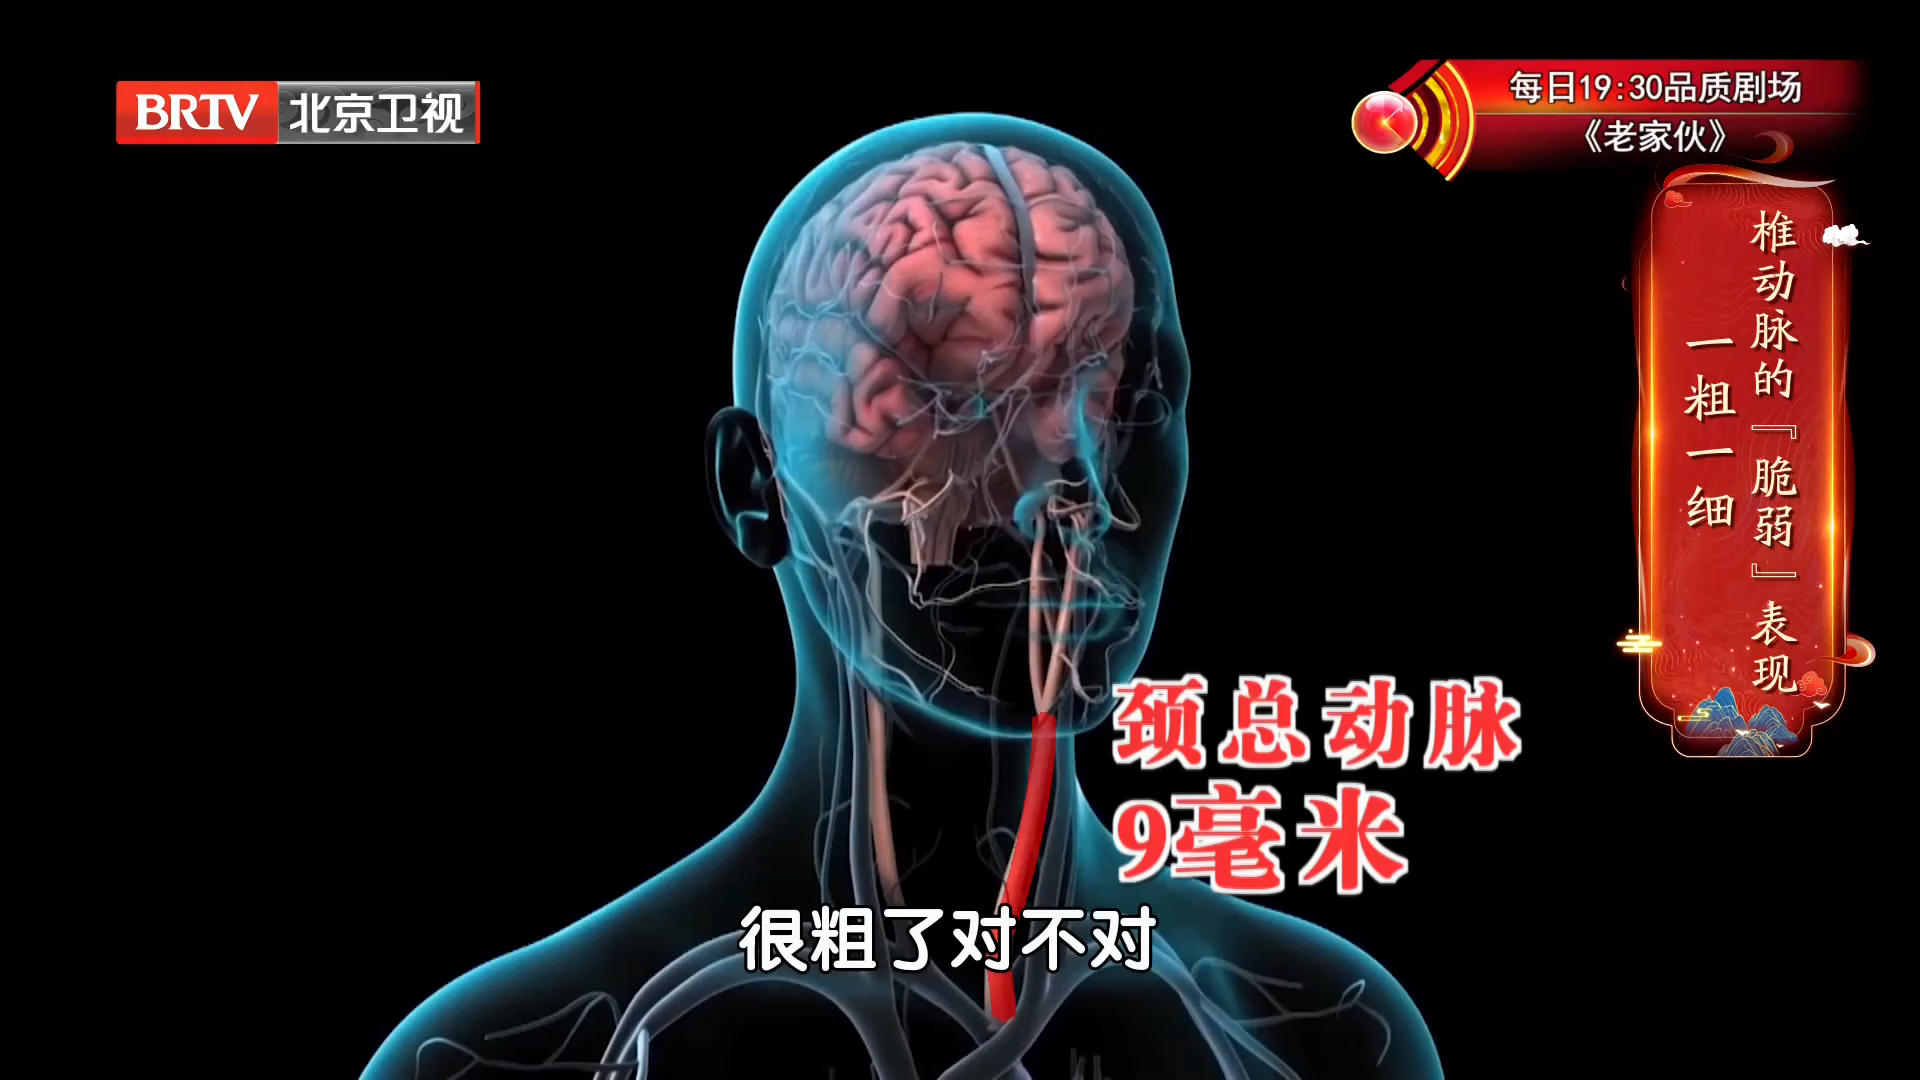 BRTV 北京卫视
每日19:30品质剧场
《老家伙》
椎动脉的『脆弱』表现
一粗一细
颈总动脉
9毫米
很粗了对不对